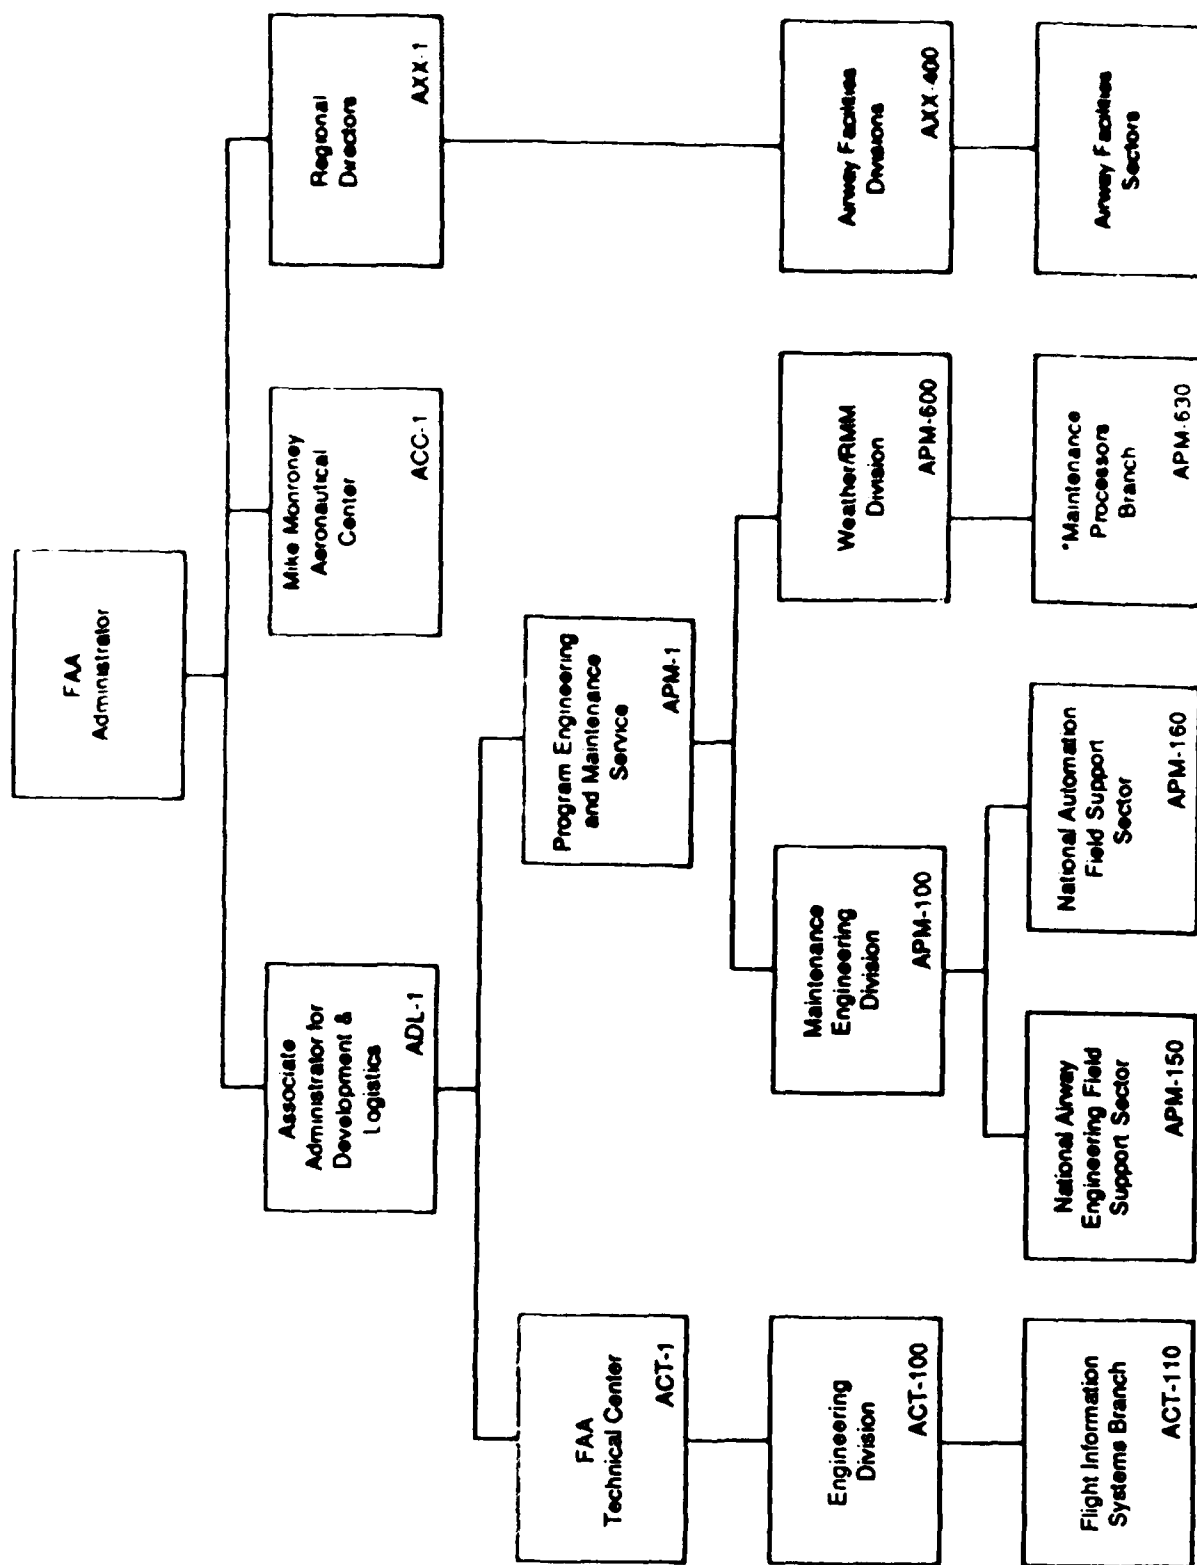 FAA
Administrator
Associate
Administrator for
Development &
Logistics
ADL-1
Mike Monroney
Aeronautical
Center
ACC-1
Regional
Directors
AXX-1
FAA
Technical Center
ACT-1
Program Engineering
and Maintenance
Service
APM-1
Engineering
Division
ACT-100
Maintenance
Engineering
Division
APM-100
Weather/RMM
Division
APM-600
Airway Facilities
Divisions
AXX-400
Flight Information
Systems Branch
ACT-110
National Airway
Engineering Field
Support Sector
APM-150
National Automation
Field Support
Sector
APM-160
*Maintenance
Processors
Branch
APM-630
Airway Facilities
Sectors